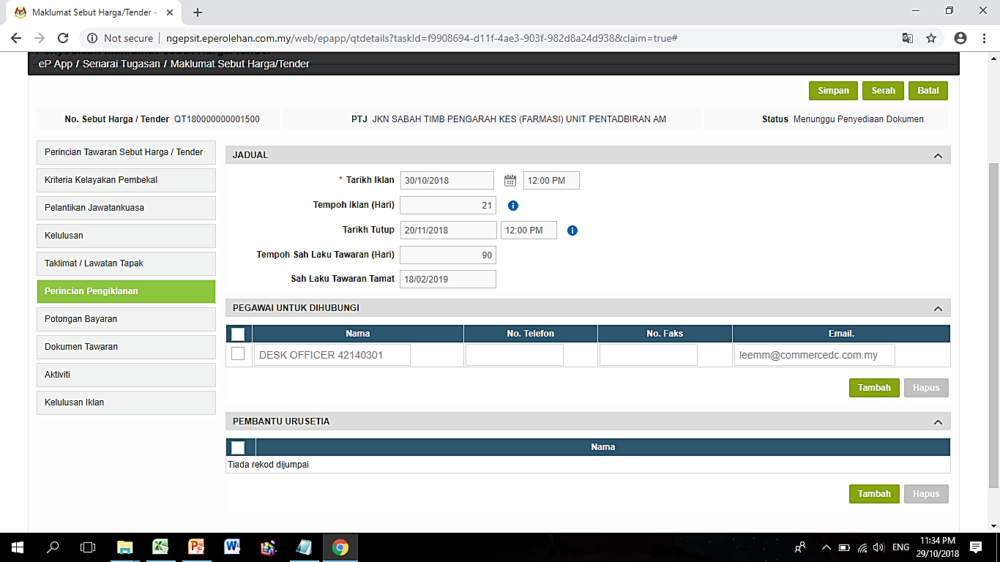 Maklumat Sebut Harga/Tender -
Not secure | ngepsit.eperolehan.com.my/web/epapp/qtdetails?taskId=f9908694-d11f-4ae3-903f-982d8a24d938&claim=true#
Penyediaan Maklumat Sebut Harga/Tender
eP App / Senarai Tugasan / Maklumat Sebut Harga/Tender
Simpan Serah Batal
No. Sebut Harga / Tender QT180000000001500 PTJ JKN SABAH TIMB PENGARAH KES (FARMASI) UNIT PENTADBIRAN AM Status Menunggu Penyediaan Dokumen
Perincian Tawaran Sebut Harga / Tender
Kriteria Kelayakan Pembekal
Pelantikan Jawatankuasa
Kelulusan
Taklimat / Lawatan Tapak
Perincian Pengiklanan
Potongan Bayaran
Dokumen Tawaran
Aktiviti
Kelulusan Iklan
JADUAL
* Tarikh Iklan 30/10/2018 12:00 PM
Tempoh Iklan (Hari) 21
Tarikh Tutup 20/11/2018 12:00 PM
Tempoh Sah Laku Tawaran (Hari) 90
Sah Laku Tawaran Tamat 18/02/2019
PEGAWAI UNTUK DIHUBUNGI
Nama No. Telefon No. Faks Email.
DESK OFFICER 42140301 leemm@commercedc.com.my
Tambah Hapus
PEMBANTU URUSETIA
Nama
Tiada rekod dijumpai
Tambah Hapus
ENG
11:34 PM
29/10/2018